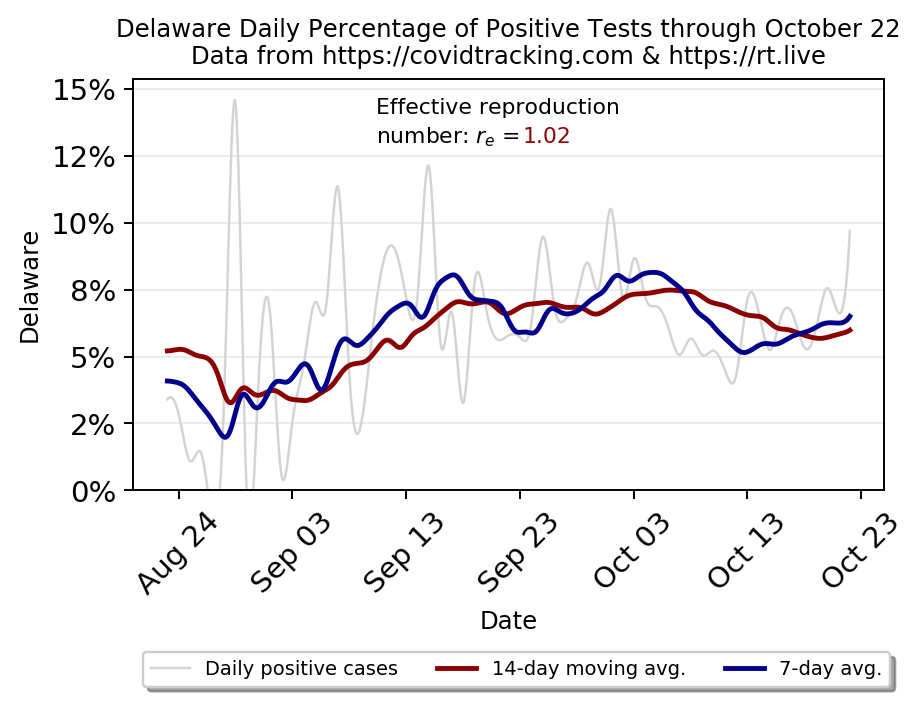 Delaware Daily Percentage of Positive Tests through October 22
Data from https://covidtracking.com & https://rt.live
15%
12%
10%
8%
5%
2%
0%
Delaware
Effective reproduction
number: rₑ =1.02
Aug 24
Sep 03
Sep 13
Sep 23
Oct 03
Oct 13
Oct 23
Date
Daily positive cases
14-day moving avg.
7-day avg.